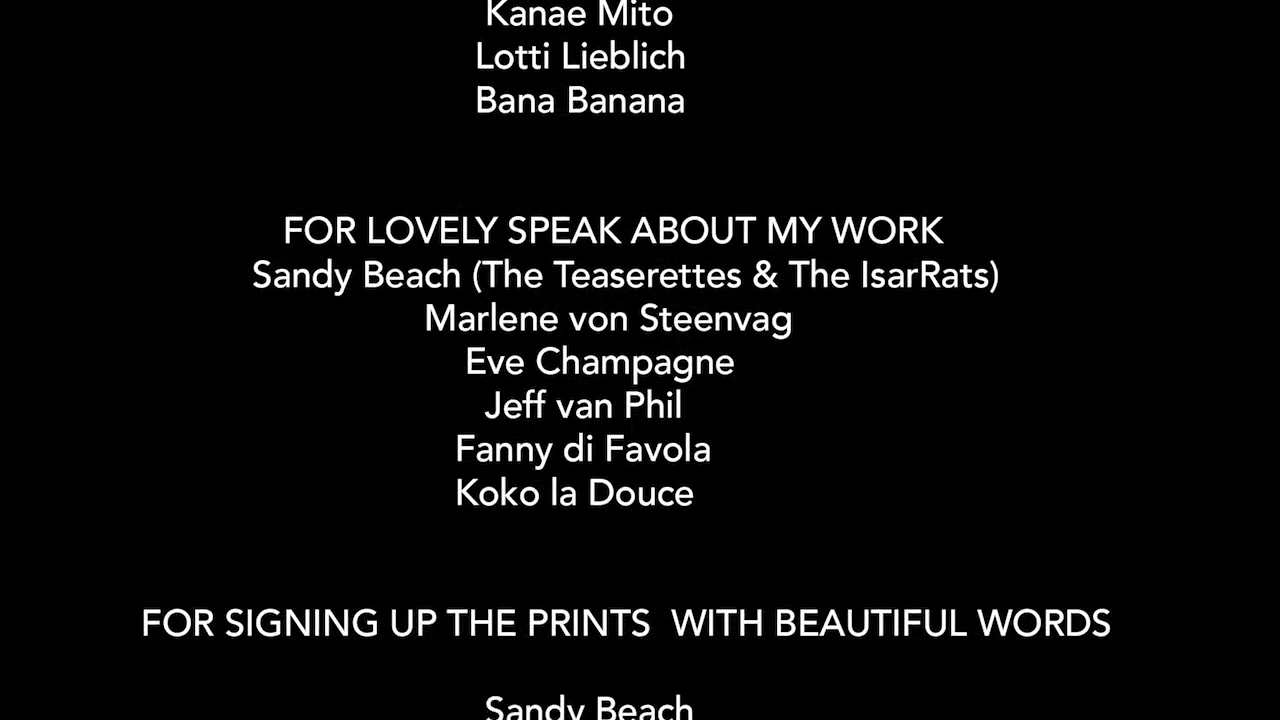 Kanae Mito
Lotti Lieblich
Bana Banana
FOR LOVELY SPEAK ABOUT MY WORK
Sandy Beach (The Teaserettes & The IsarRats)
Marlene von Steenvag
Eve Champagne
Jeff van Phil
Fanny di Favola
Koko la Douce
FOR SIGNING UP THE PRINTS  WITH BEAUTIFUL WORDS
Sandy Beach